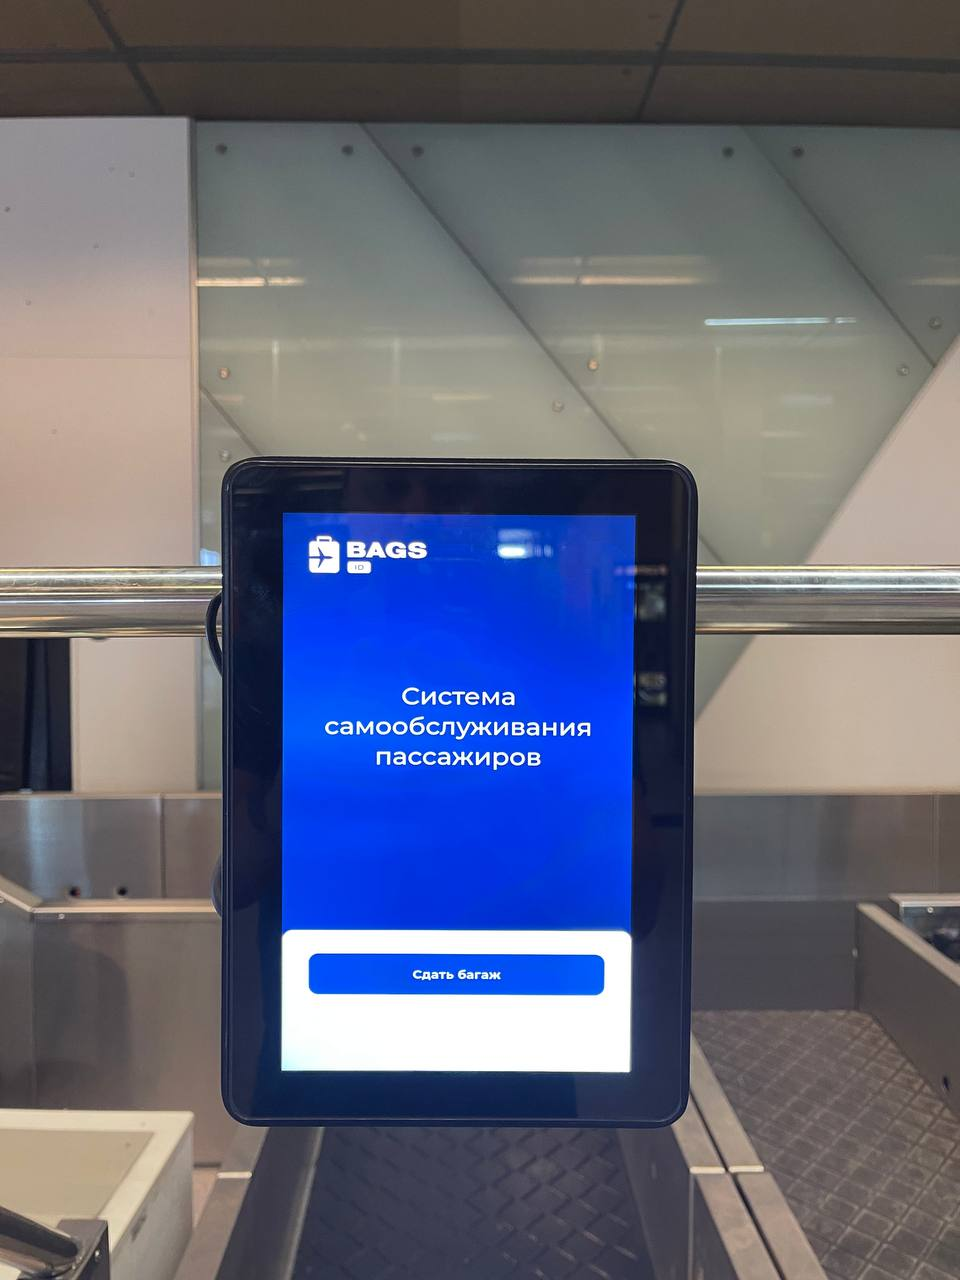 BAGS
ID
Система
самообслуживания
пассажиров
Сдать багаж